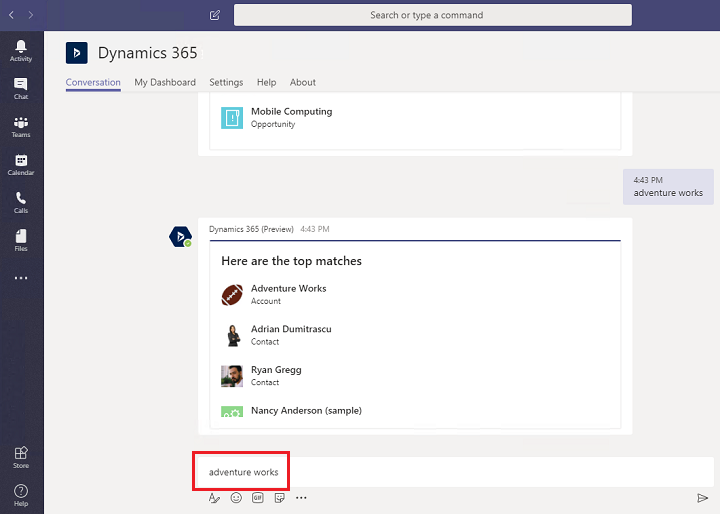 Search or type a command
Activity
Chat
Teams
Calendar
Calls
Files
Store
Help
Dynamics 365
Conversation My Dashboard Settings Help About
Mobile Computing
Opportunity
4:43 PM
adventure works
Dynamics 365 (Preview) 4:43 PM
Here are the top matches
Adventure Works
Account
Adrian Dumitrascu
Contact
Ryan Gregg
Contact
Nancy Anderson (sample)
adventure works
GIF